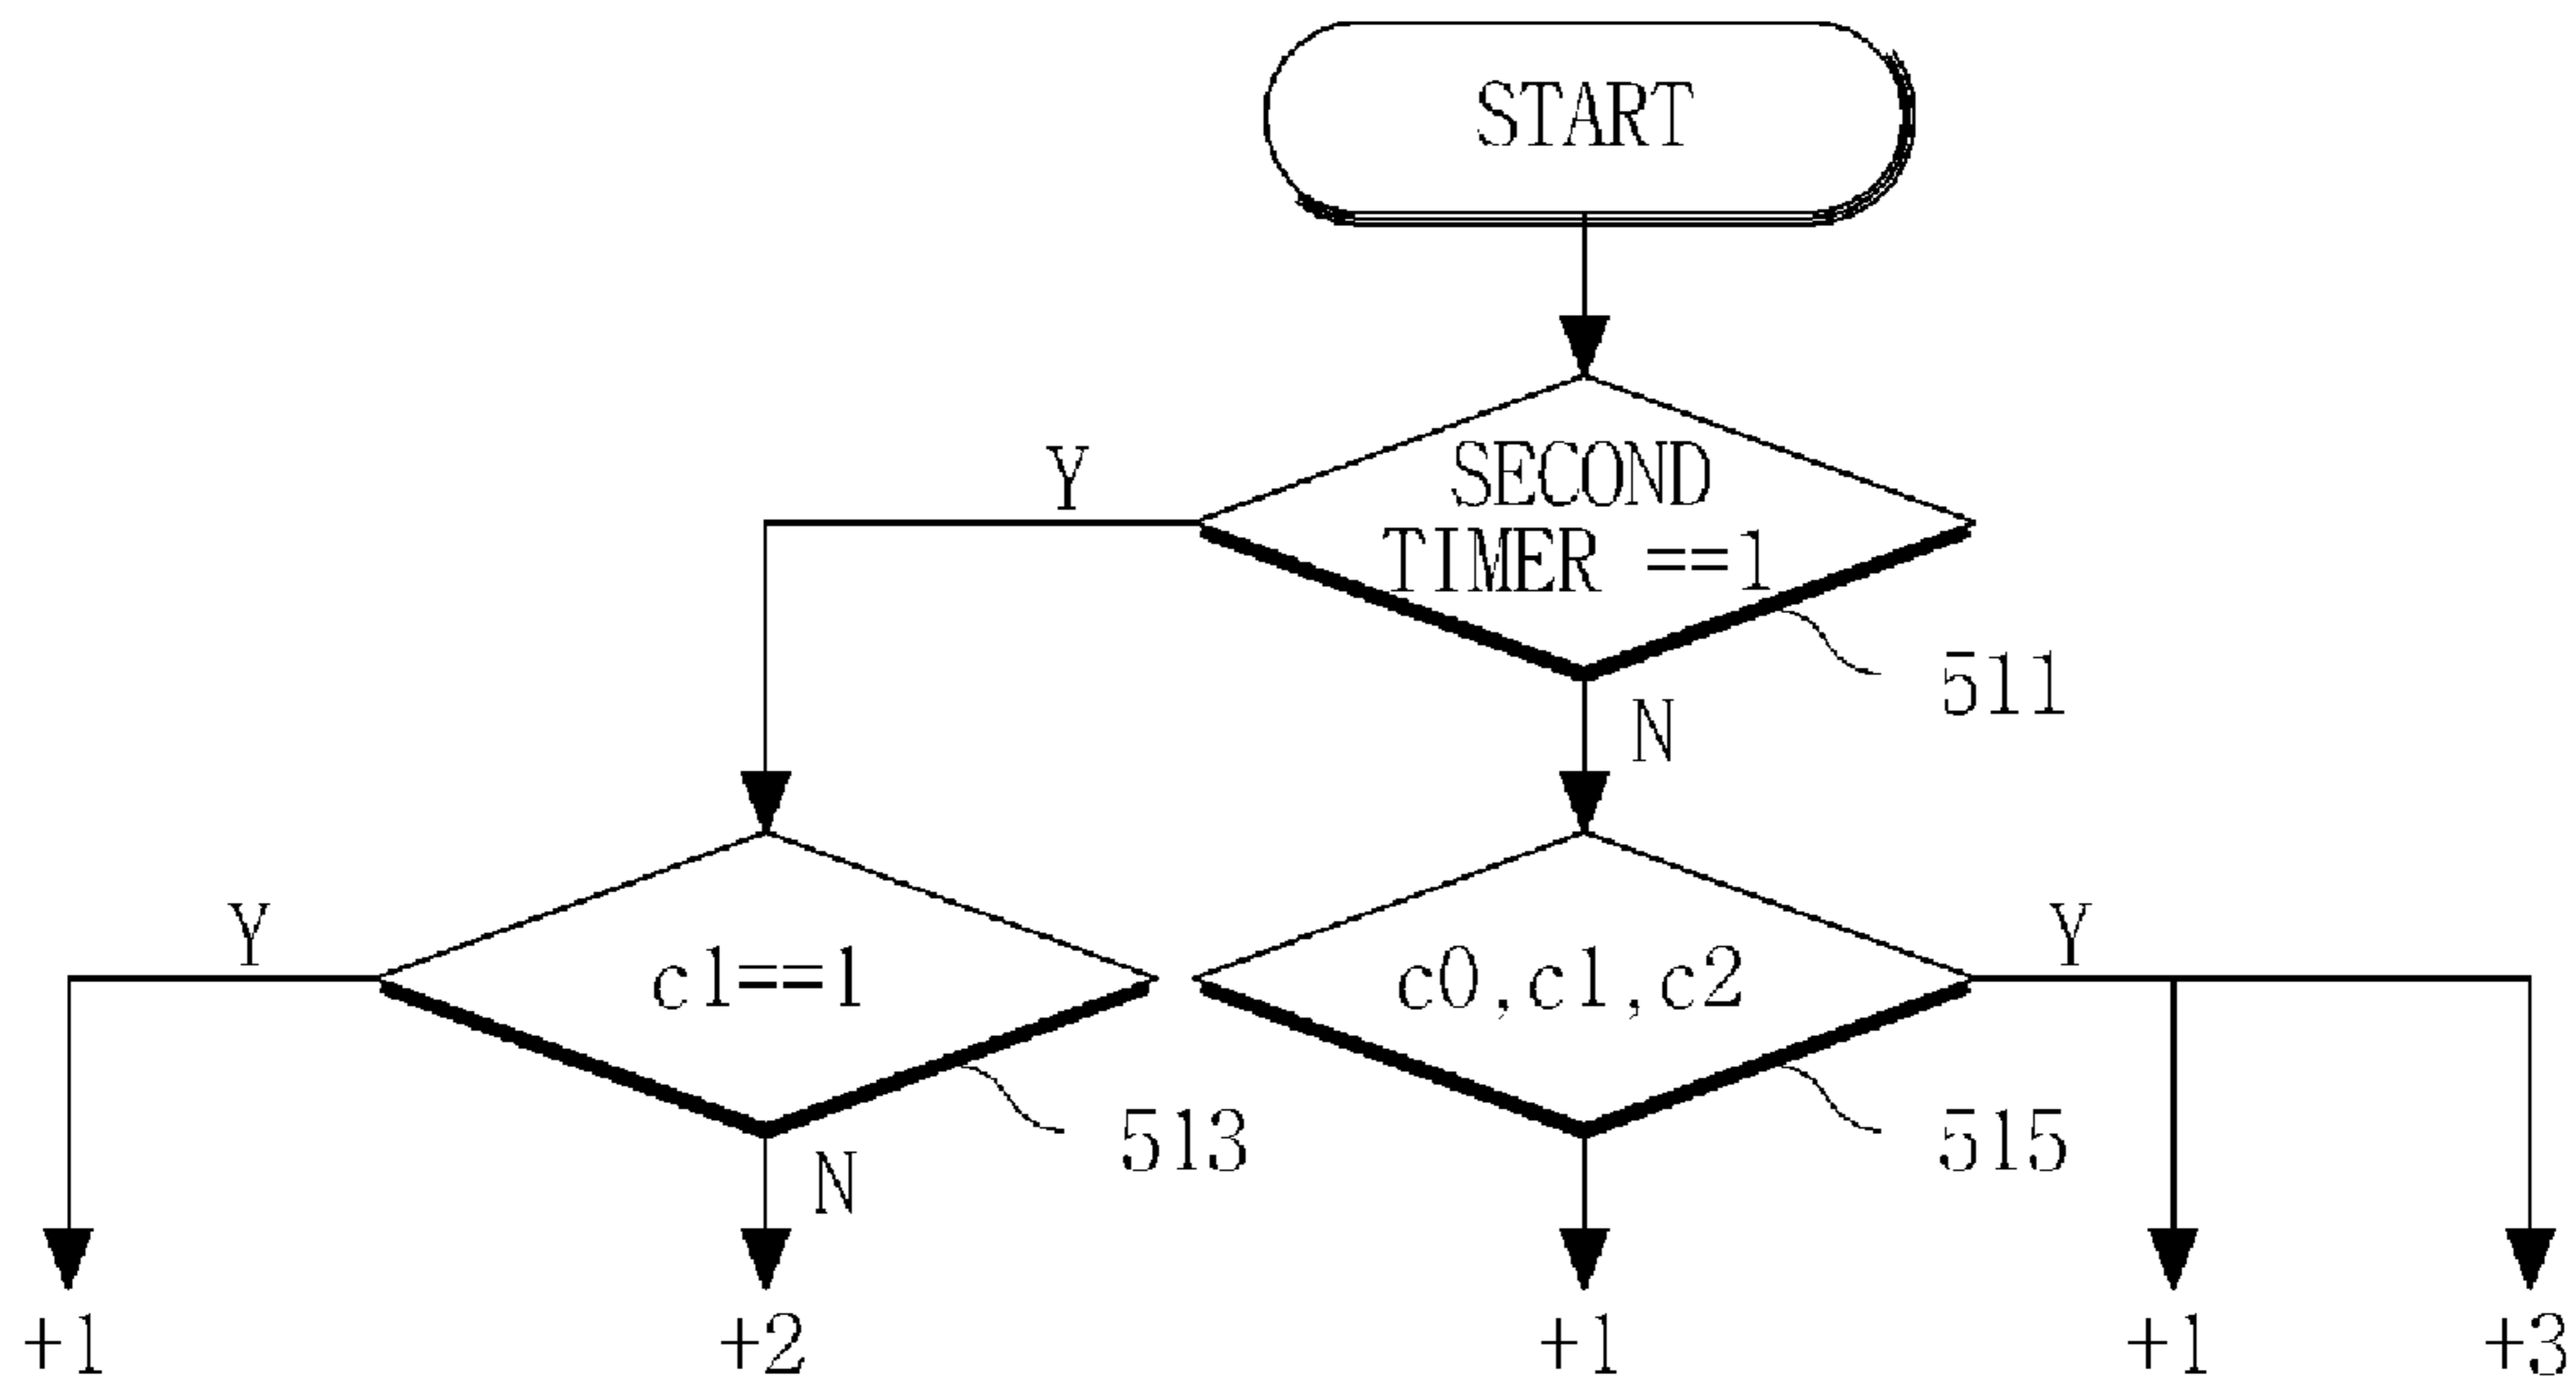 START
Y
SECOND
TIMER ==1
511
N
Y
c1==1
c0,c1,c2
Y
513
515
N
+1
+2
+1
+1
+3